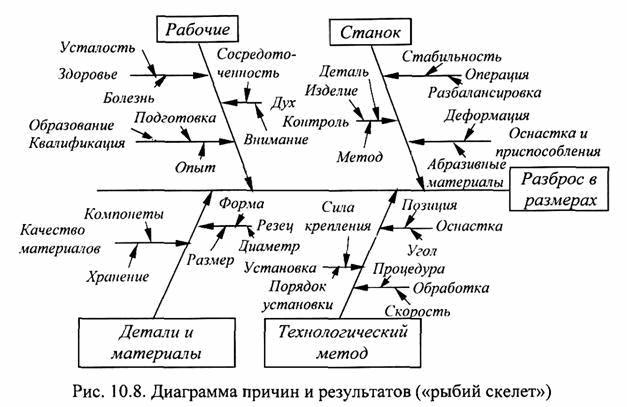 Рабочие
Станок
Усталость
Здоровье
Болезнь
Сосредото-
ченность
Дух
Внимание
Образование
Квалификация
Подготовка
Опыт
Стабильность
Операция
Разбалансировка
Деталь
Изделие
Контроль
Метод
Деформация
Оснастка и
приспособления
Абразивные
материалы
Разброс в
размерах
Компонеты
Качество
материалов
Хранение
Форма
Резец
Диаметр
Размер
Сила
крепления
Установка
Порядок
установки
Позиция
Оснастка
Угол
Процедура
Обработка
Скорость
Детали и
материалы
Технологический
метод
Рис. 10.8. Диаграмма причин и результатов («рыбий скелет»)